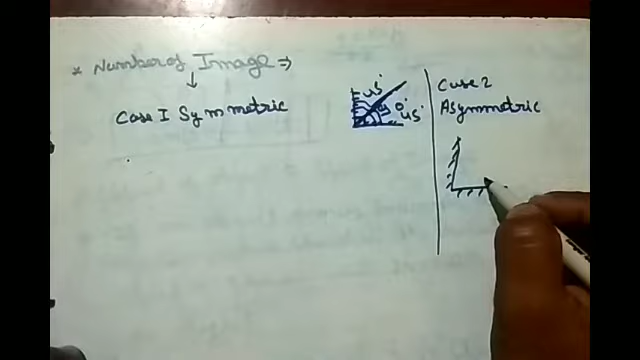 * Number of Image ⇒
↓
Case I Symmetric
45°
45°
Case 2
Asymmetric